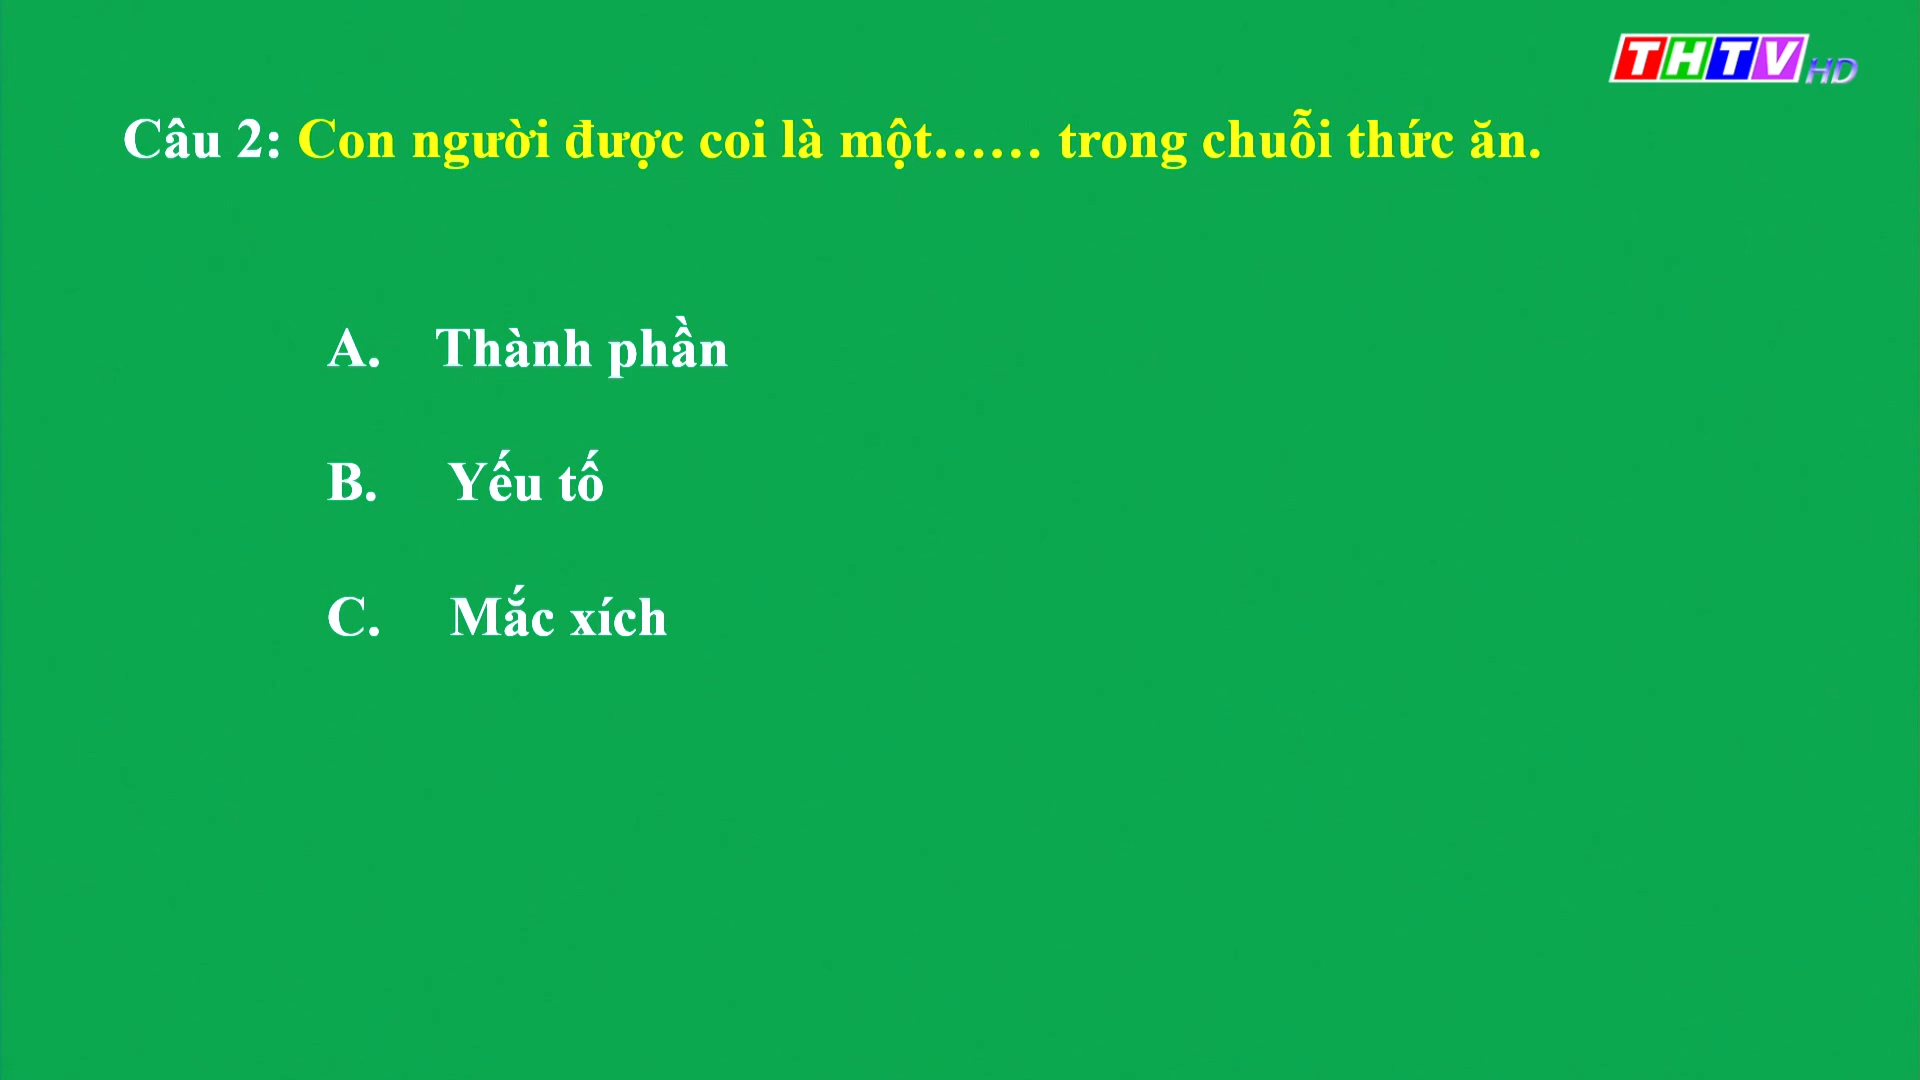 THTV HD
Câu 2: Con người được coi là một…… trong chuỗi thức ăn.
A. Thành phần
B. Yếu tố
C. Mắc xích